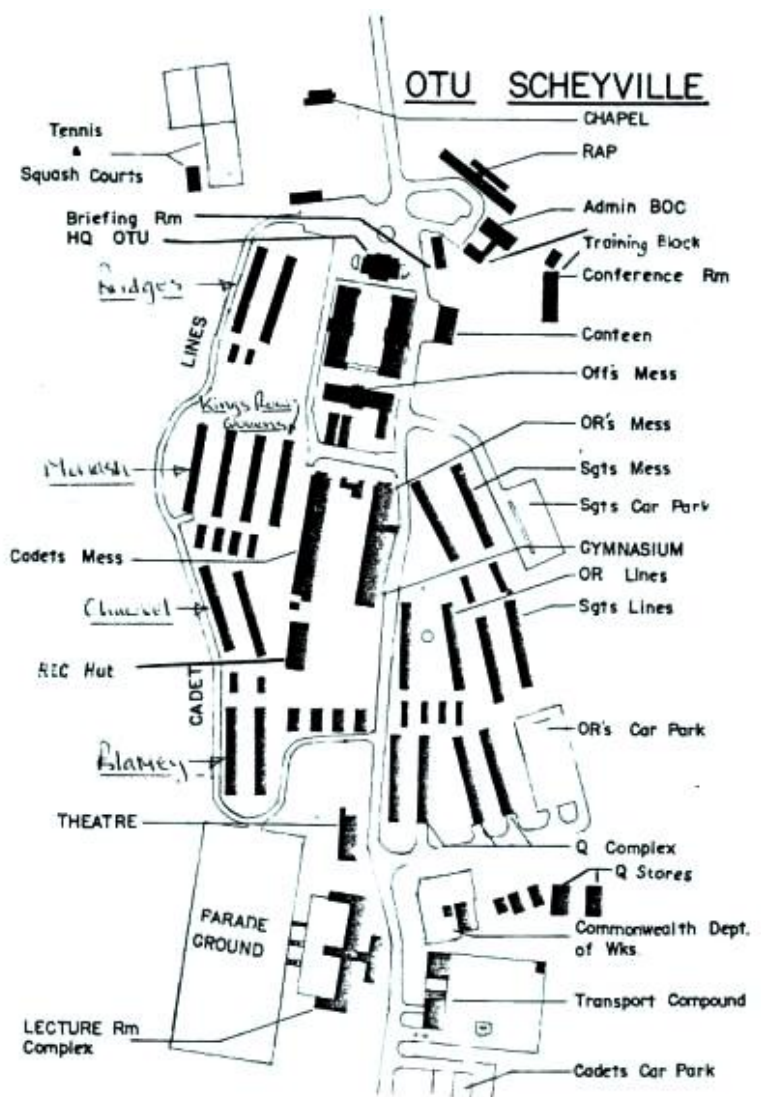 OTU SCHEYVILLE
CHAPEL
RAP
Tennis
&
Squash Courts
Admin BOC
Briefing Rm
HQ OTU
Training Block
Conference Rm
Bridges
LINES
Canteen
Off's Mess
Kings
Queens
OR's Mess
Sgts Mess
Sgts Car Park
Cadets Mess
GYMNASIUM
OR Lines
Sgts Lines
Chauvel
REC Hut
CADET
OR's Car Park
Blamey
THEATRE
Q Complex
Q Stores
PARADE
GROUND
Commonwealth Dept.
of Wks
Transport Compound
LECTURE Rm
Complex
Cadets Car Park